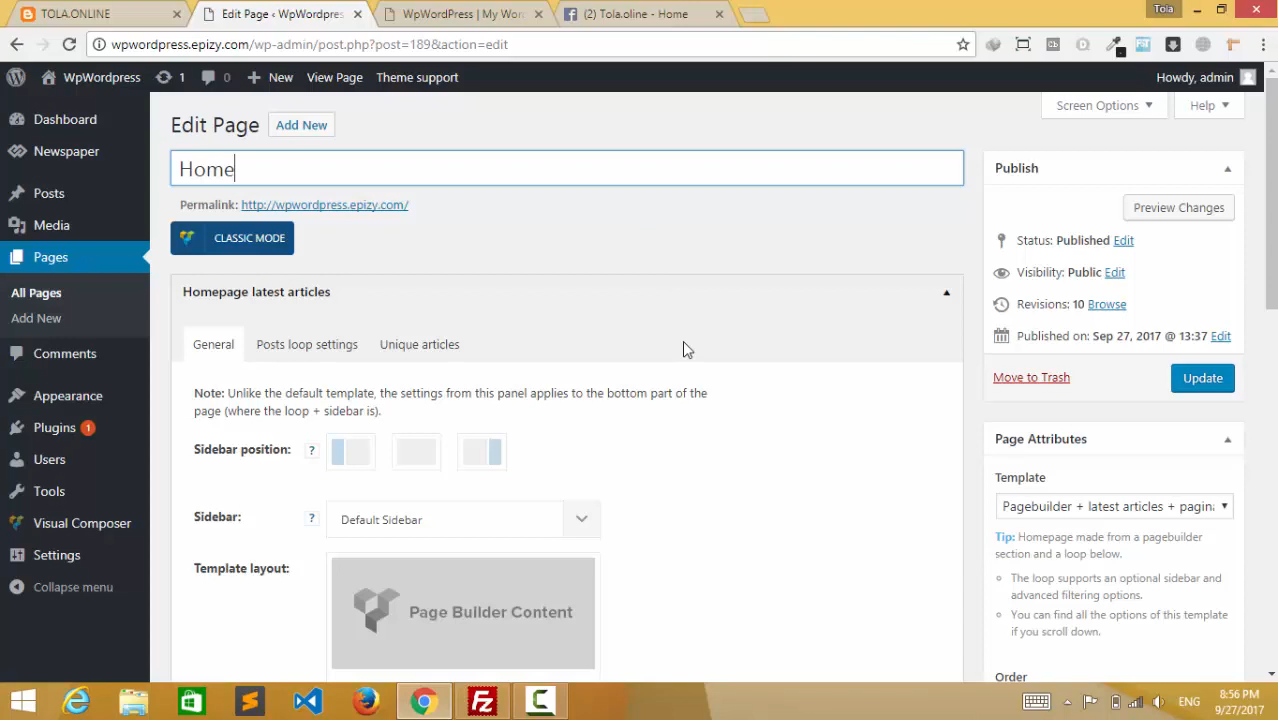 TOLA.ONLINE
Edit Page ‹ WpWordpres
WpWordPress | My Wor
(2) Tola.oline - Home
Tola
wpwordpress.epizy.com/wp-admin/post.php?post=189&action=edit
WpWordpress
1
0
New
View Page
Theme support
Howdy, admin
Screen Options
Help
Dashboard
Newspaper
Posts
Media
Pages
All Pages
Add New
Comments
Appearance
Plugins 1
Users
Tools
Visual Composer
Settings
Collapse menu
Edit Page
Add New
Home
Permalink: http://wpwordpress.epizy.com/
CLASSIC MODE
Homepage latest articles
General
Posts loop settings
Unique articles
Note: Unlike the default template, the settings from this panel applies to the bottom part of the
page (where the loop + sidebar is).
Sidebar position: ?
Sidebar: ?
Default Sidebar
Template layout:
Page Builder Content
Publish
Preview Changes
Status: Published Edit
Visibility: Public Edit
Revisions: 10 Browse
Published on: Sep 27, 2017 @ 13:37 Edit
Move to Trash
Update
Page Attributes
Template
Pagebuilder + latest articles + pagin
Tip: Homepage made from a pagebuilder
section and a loop below.
The loop supports an optional sidebar and
advanced filtering options.
You can find all the options of this template
if you scroll down.
Order
ENG
8:56 PM
9/27/2017